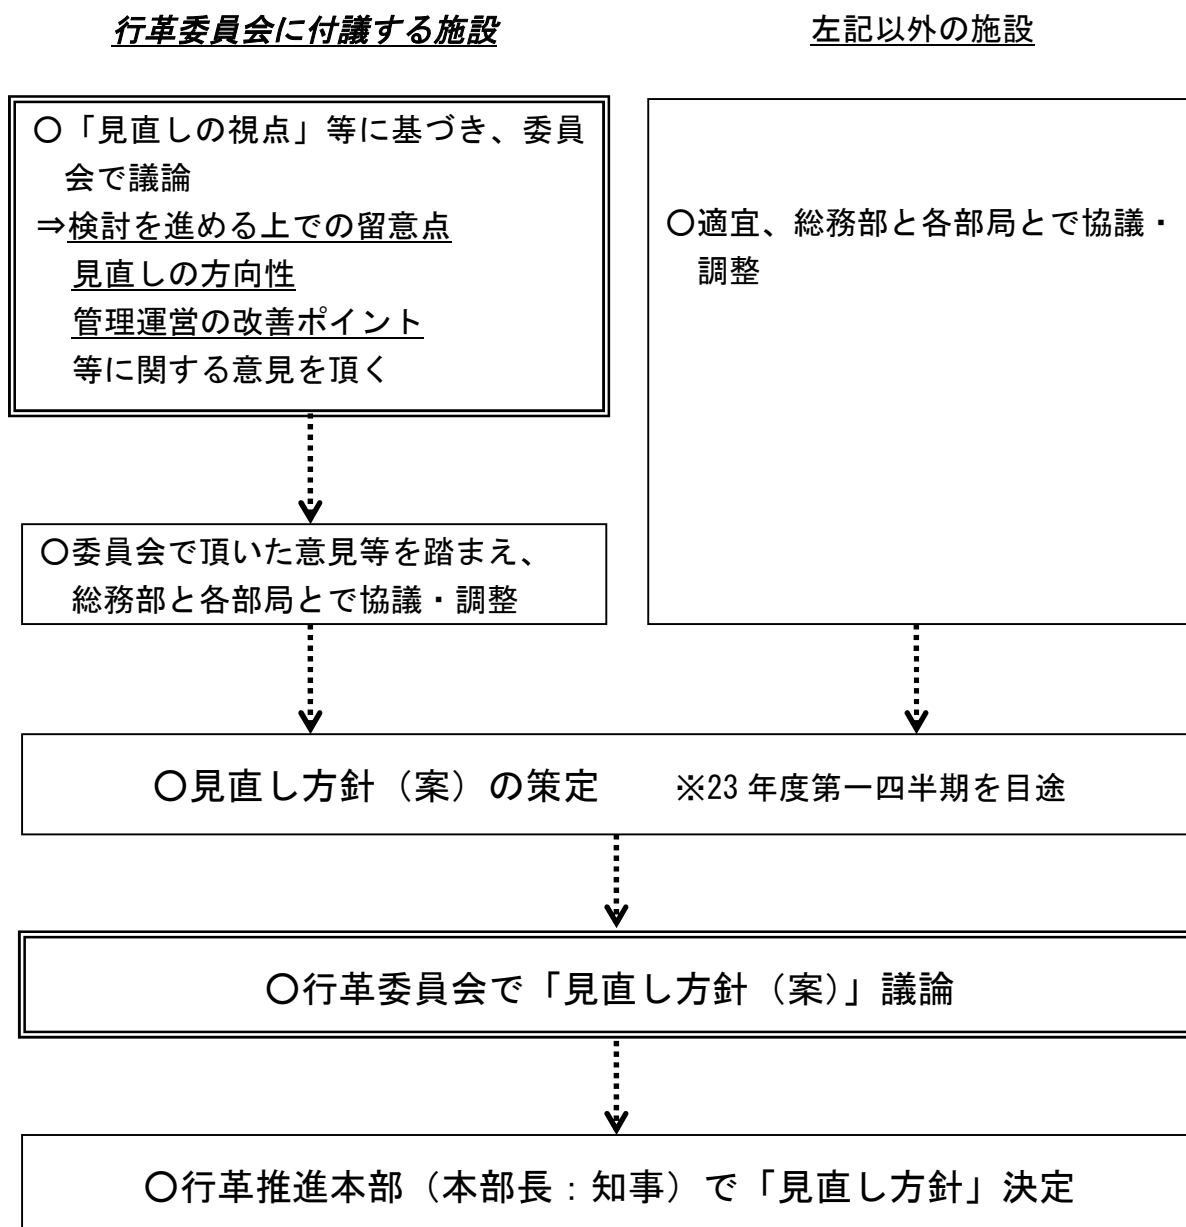 行革委員会に付議する施設
左記以外の施設
〇「見直しの視点」等に基づき、委員
会で議論
⇒検討を進める上での留意点
見直しの方向性
管理運営の改善ポイント
等に関する意見を頂く
〇適宜、総務部と各部局とで協議・
調整
〇委員会で頂いた意見等を踏まえ、
総務部と各部局とで協議・調整
〇見直し方針（案）の策定　※23 年度第一四半期を目途
〇行革委員会で「見直し方針（案）」議論
〇行革推進本部（本部長：知事）で「見直し方針」決定